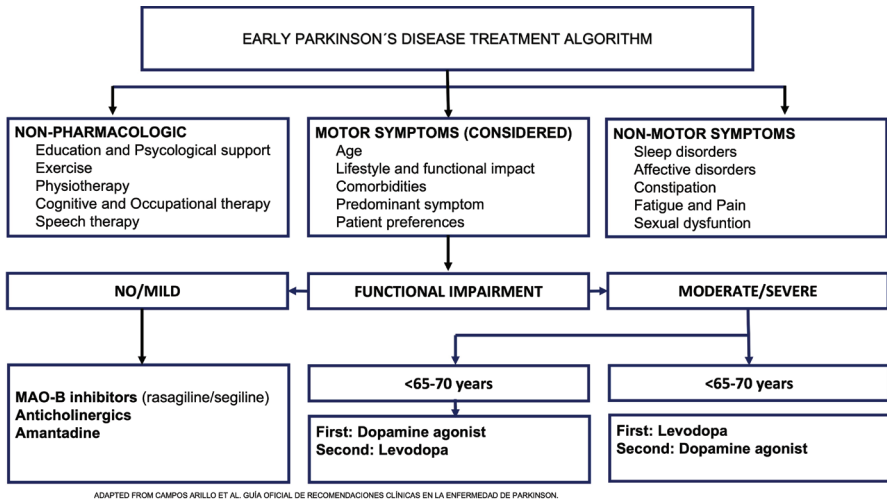 EARLY PARKINSON´S DISEASE TREATMENT ALGORITHM
NON-PHARMACOLOGIC
Education and Psycological support
Exercise
Physiotherapy
Cognitive and Occupational therapy
Speech therapy
MOTOR SYMPTOMS (CONSIDERED)
Age
Lifestyle and functional impact
Comorbidities
Predominant symptom
Patient preferences
NON-MOTOR SYMPTOMS
Sleep disorders
Affective disorders
Constipation
Fatigue and Pain
Sexual dysfuntion
NO/MILD
FUNCTIONAL IMPAIRMENT
MODERATE/SEVERE
MAO-B inhibitors (rasagiline/segiline)
Anticholinergics
Amantadine
<65-70 years
First: Dopamine agonist
Second: Levodopa
<65-70 years
First: Levodopa
Second: Dopamine agonist
ADAPTED FROM CAMPOS ARILLO ET AL. GUÍA OFICIAL DE RECOMENDACIONES CLÍNICAS EN LA ENFERMEDAD DE PARKINSON.